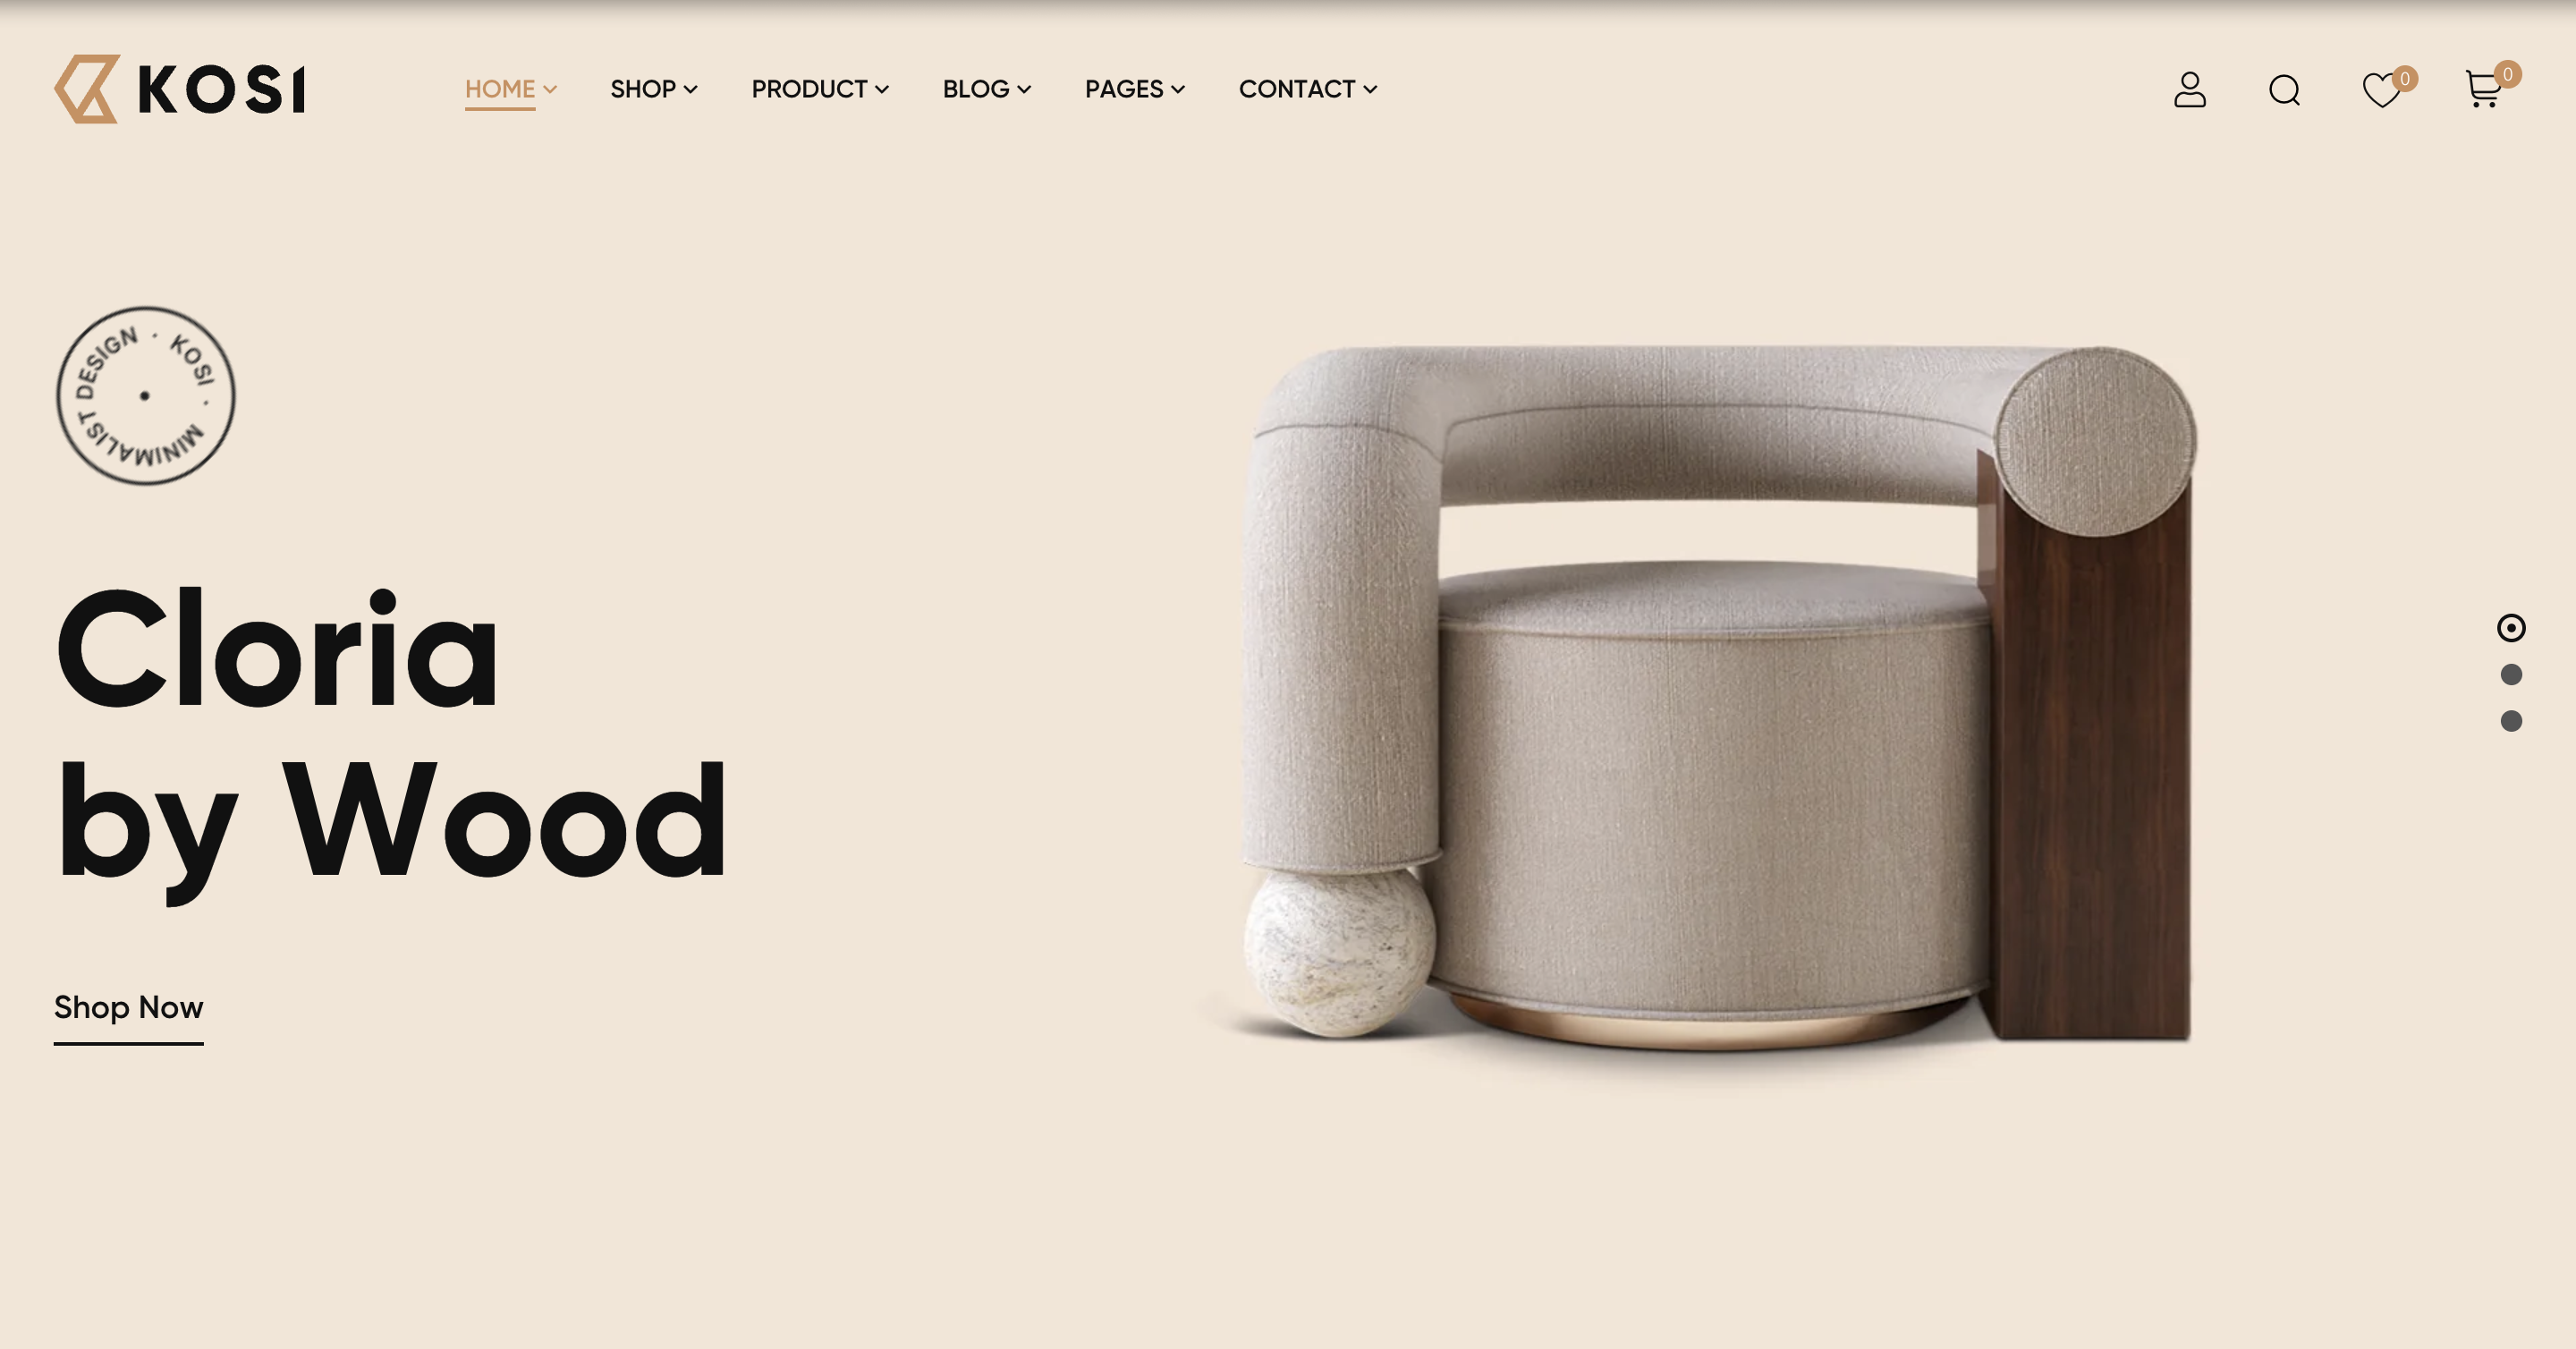 KOSI
HOME
SHOP
PRODUCT
BLOG
PAGES
CONTACT
0
0
KOSI · MINIMALIST DESIGN ·
Cloria
by Wood
Shop Now